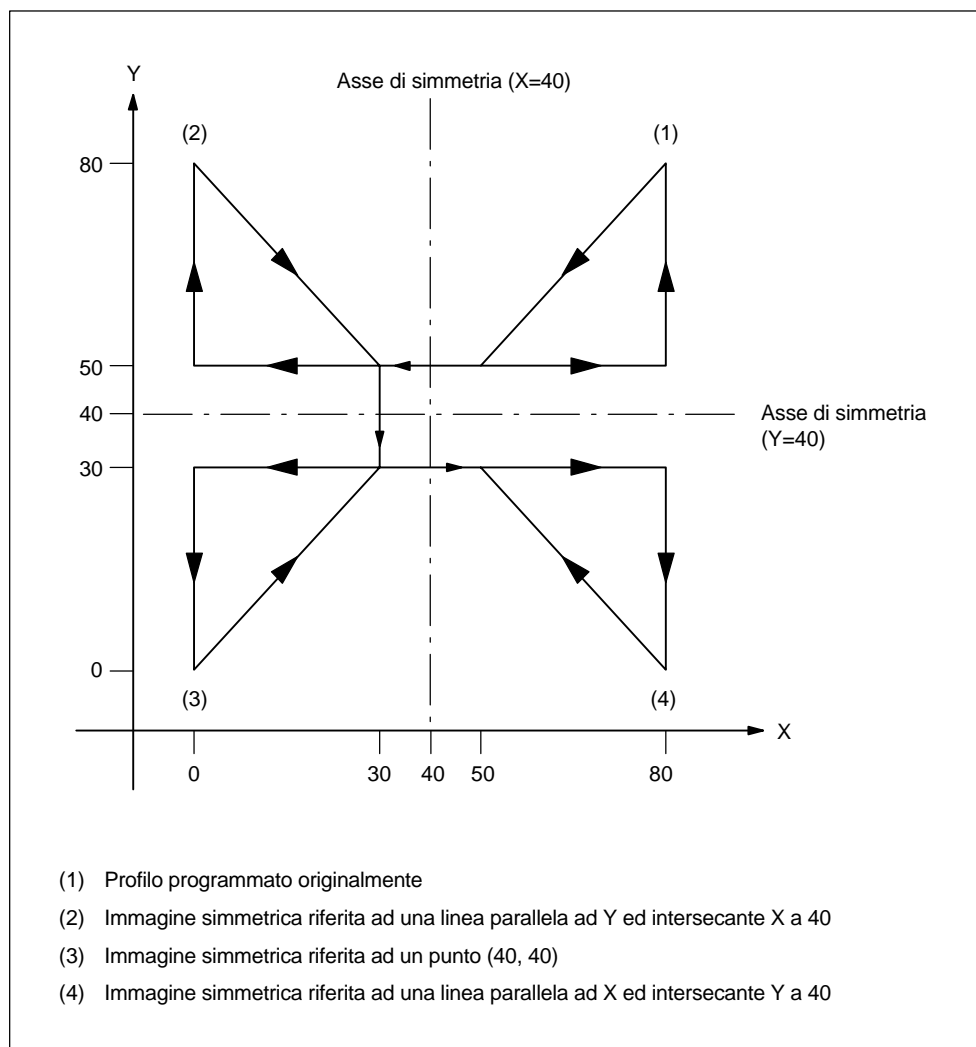 Y
Asse di simmetria (X=40)
(2)
(1)
80
50
40
Asse di simmetria
(Y=40)
30
0
(3)
(4)
X
0
30
40
50
80
(1) Profilo programmato originalmente
(2) Immagine simmetrica riferita ad una linea parallela ad Y ed intersecante X a 40
(3) Immagine simmetrica riferita ad un punto (40, 40)
(4) Immagine simmetrica riferita ad una linea parallela ad X ed intersecante Y a 40